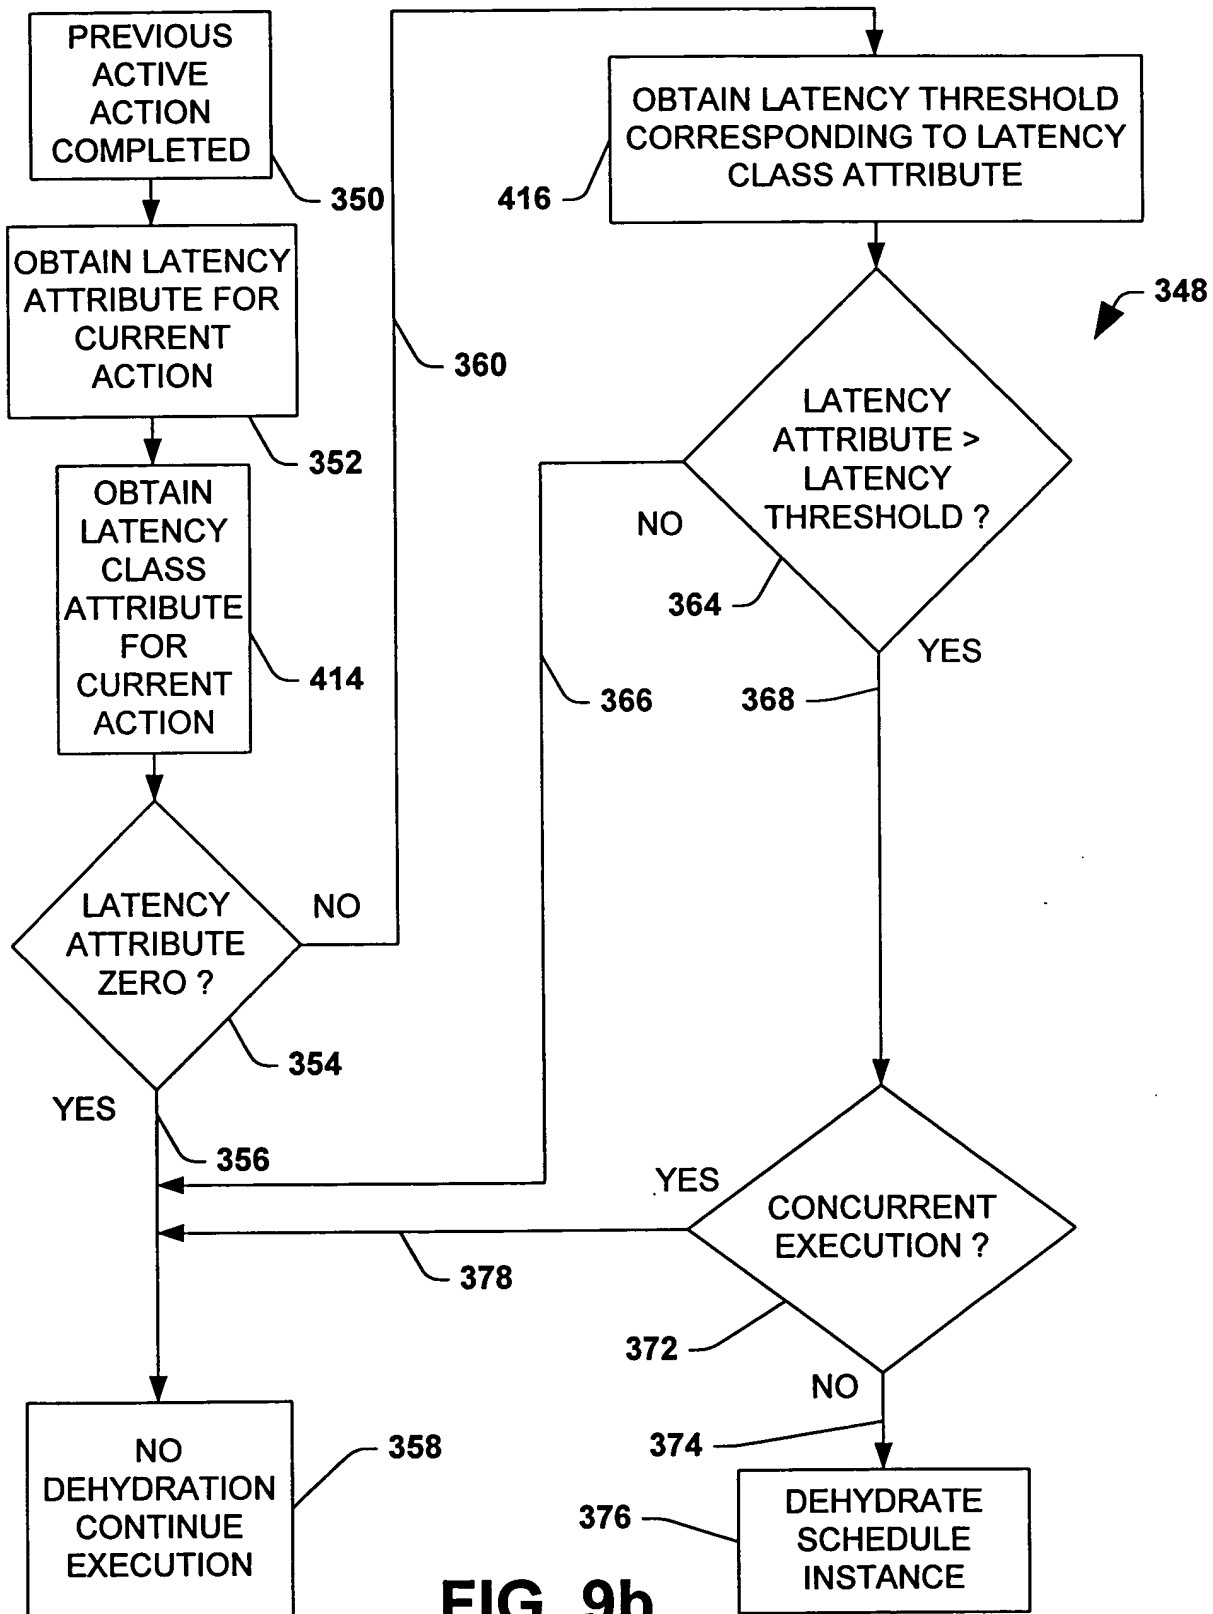 PREVIOUS
ACTIVE
ACTION
COMPLETED
350
OBTAIN LATENCY
ATTRIBUTE FOR
CURRENT
ACTION
352
OBTAIN
LATENCY
CLASS
ATTRIBUTE
FOR
CURRENT
ACTION
414
LATENCY
ATTRIBUTE
ZERO ?
NO
354
YES
356
360
OBTAIN LATENCY THRESHOLD
CORRESPONDING TO LATENCY
CLASS ATTRIBUTE
416
348
LATENCY
ATTRIBUTE >
LATENCY
THRESHOLD ?
NO
364
YES
366
368
CONCURRENT
EXECUTION ?
YES
378
372
NO
374
NO
DEHYDRATION
CONTINUE
EXECUTION
358
DEHYDRATE
SCHEDULE
INSTANCE
376
FIG. 9b